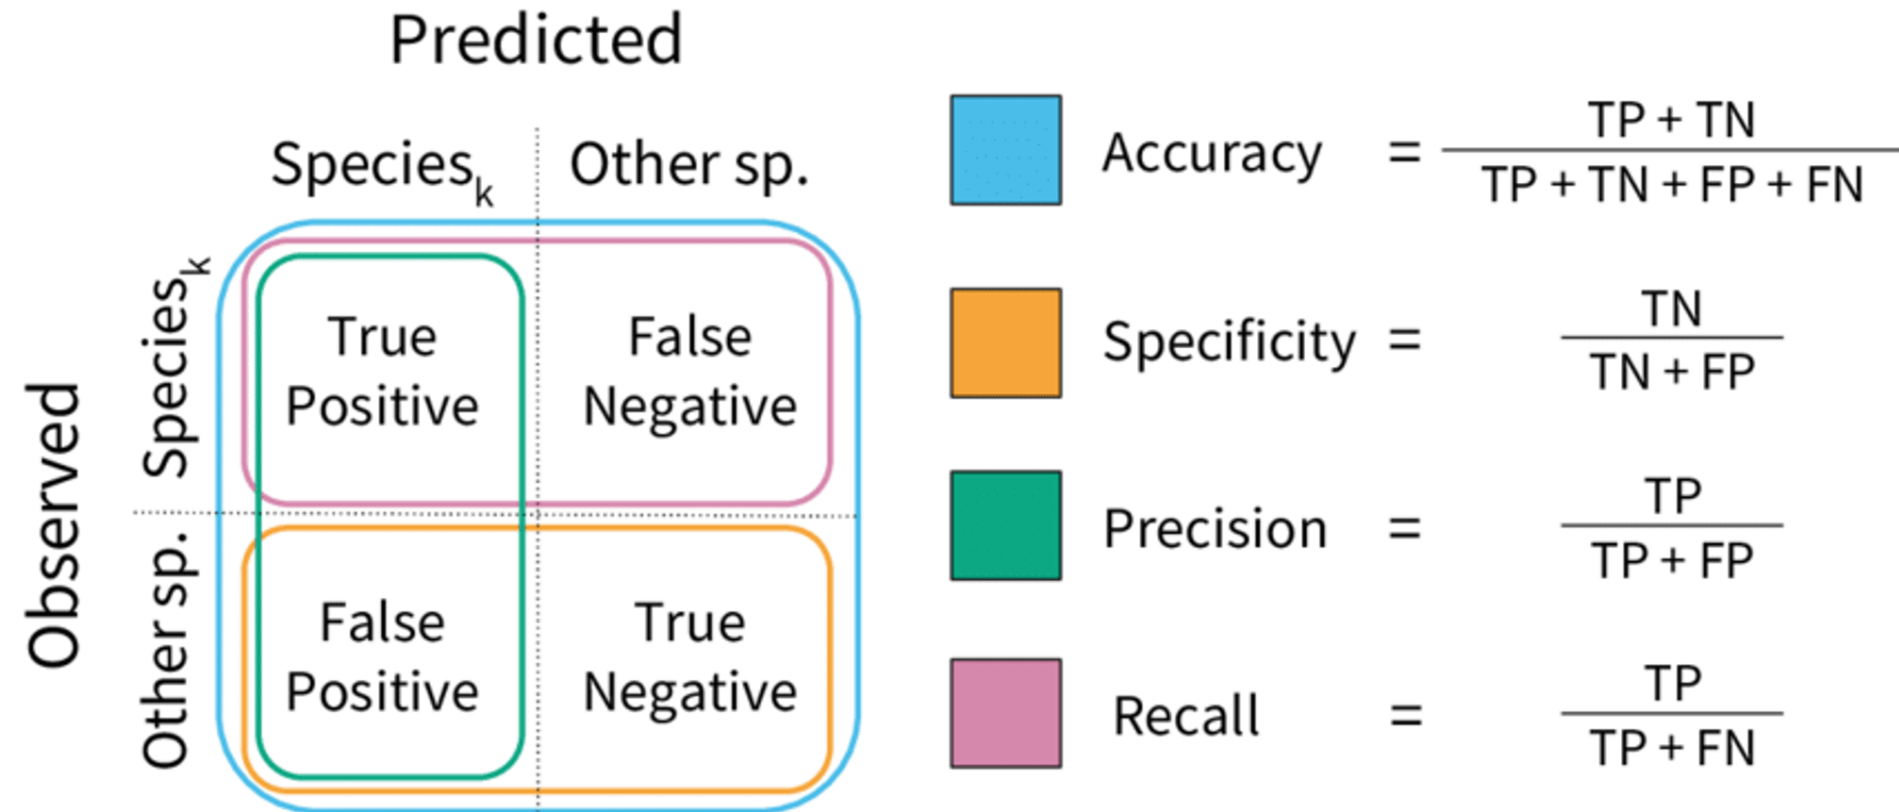 Predicted
Species_k Other sp.
Observed
Species_k
Other sp.
True
Positive
False
Negative
False
Positive
True
Negative
Accuracy = TP + TN
TP + TN + FP + FN
Specificity = TN
TN + FP
Precision = TP
TP + FP
Recall = TP
TP + FN